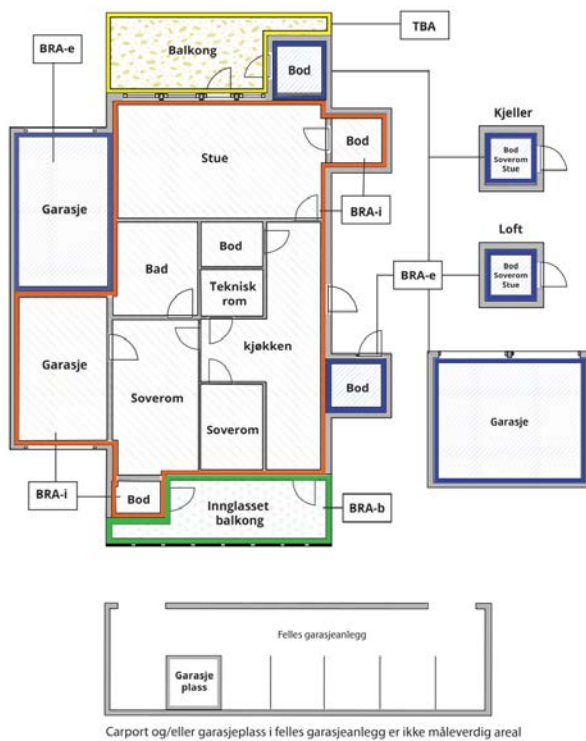 TBA
Balkong
BRA-e
Bod
Kjeller
Bod
Soverom
Stue
Bod
Stue
BRA-i
Garasje
Loft
Bod
Soverom
Stue
Bad
Bod
BRA-e
Teknisk
rom
kjøkken
Garasje
Bod
Soverom
Garasje
Soverom
BRA-i
Bod
Innglasset
balkong
BRA-b
Felles garasjeanlegg
Garasje
plass
Carport og/eller garasjeplass i felles garasjeanlegg er ikke måleverdig areal